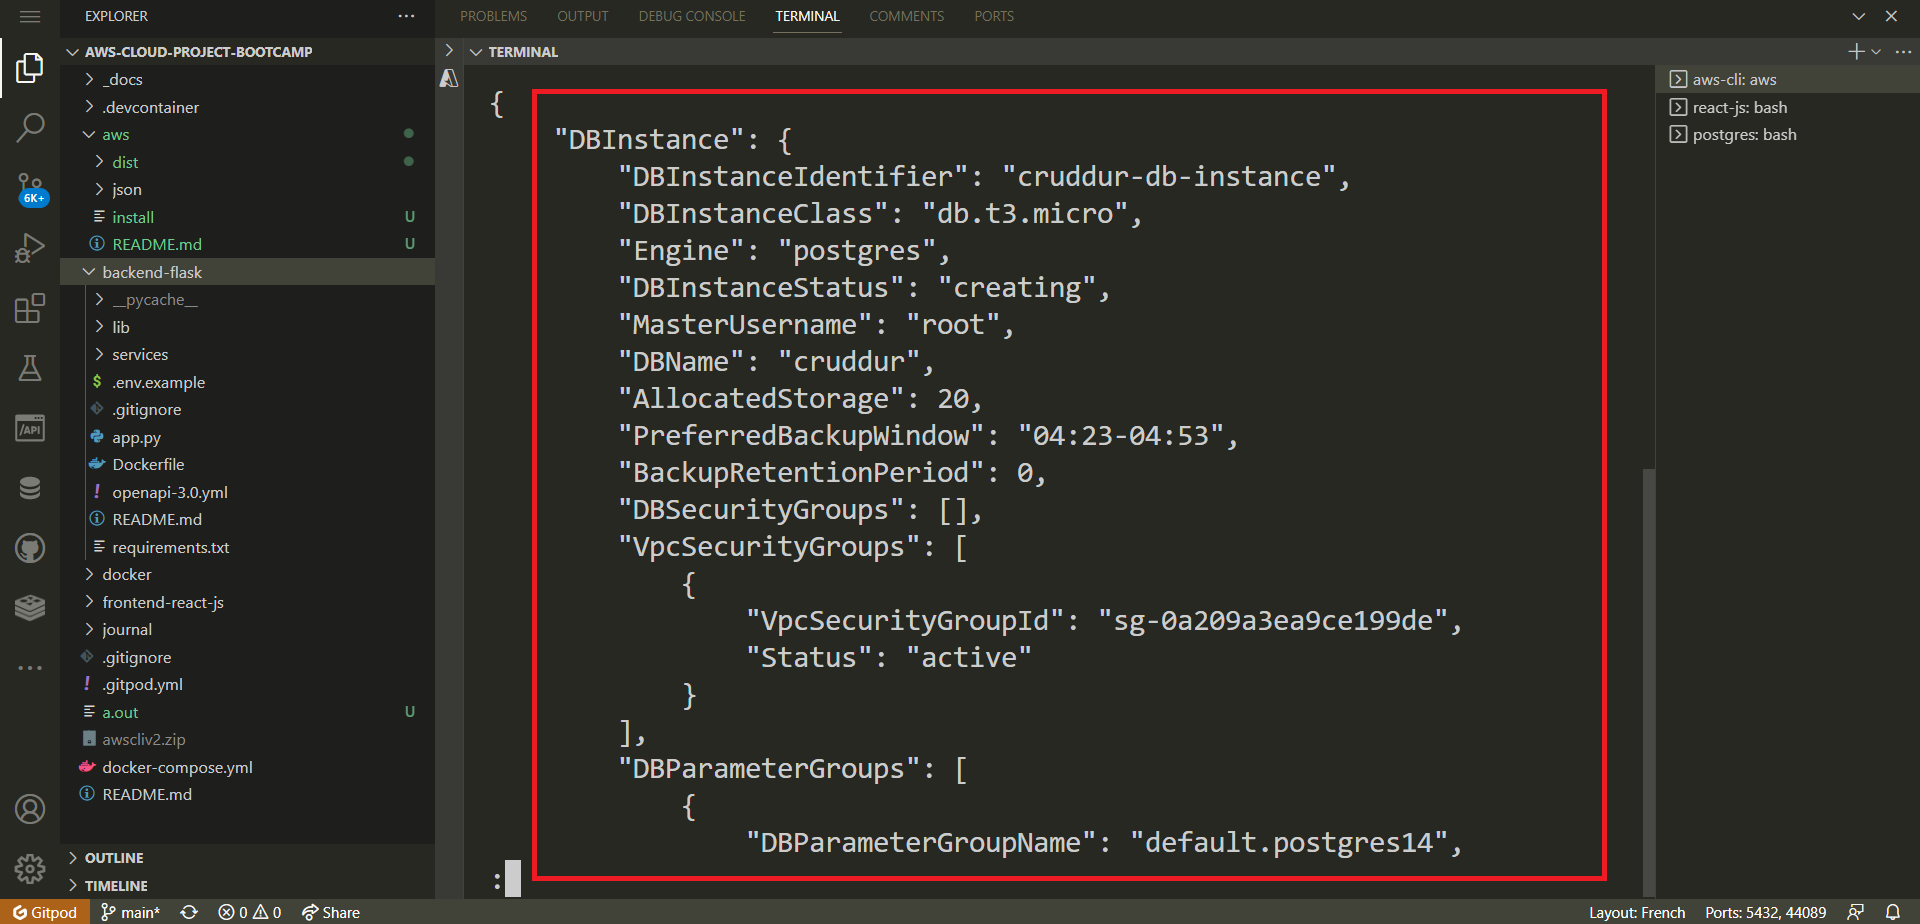 EXPLORER
AWS-CLOUD-PROJECT-BOOTCAMP
_docs
.devcontainer
aws
dist
json
install U
README.md U
backend-flask
__pycache__
lib
services
.env.example
.gitignore
app.py
Dockerfile
openapi-3.0.yml
README.md
requirements.txt
docker
frontend-react-js
journal
.gitignore
.gitpod.yml
a.out U
awscliv2.zip
docker-compose.yml
README.md
OUTLINE
TIMELINE
6K+
/API
PROBLEMS OUTPUT DEBUG CONSOLE TERMINAL COMMENTS PORTS
TERMINAL
{
"DBInstance": {
"DBInstanceIdentifier": "cruddur-db-instance",
"DBInstanceClass": "db.t3.micro",
"Engine": "postgres",
"DBInstanceStatus": "creating",
"MasterUsername": "root",
"DBName": "cruddur",
"AllocatedStorage": 20,
"PreferredBackupWindow": "04:23-04:53",
"BackupRetentionPeriod": 0,
"DBSecurityGroups": [],
"VpcSecurityGroups": [
{
"VpcSecurityGroupId": "sg-0a209a3ea9ce199de",
"Status": "active"
}
],
"DBParameterGroups": [
{
"DBParameterGroupName": "default.postgres14",
:
aws-cli: aws
react-js: bash
postgres: bash
Gitpod main* 0 0 Share Layout: French Ports: 5432, 44089